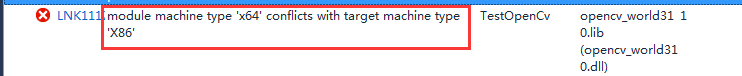 LNK111 module machine type 'x64' conflicts with target machine type 'X86' TestOpenCv opencv_world31 1
0.lib
(opencv_world31
0.dll)